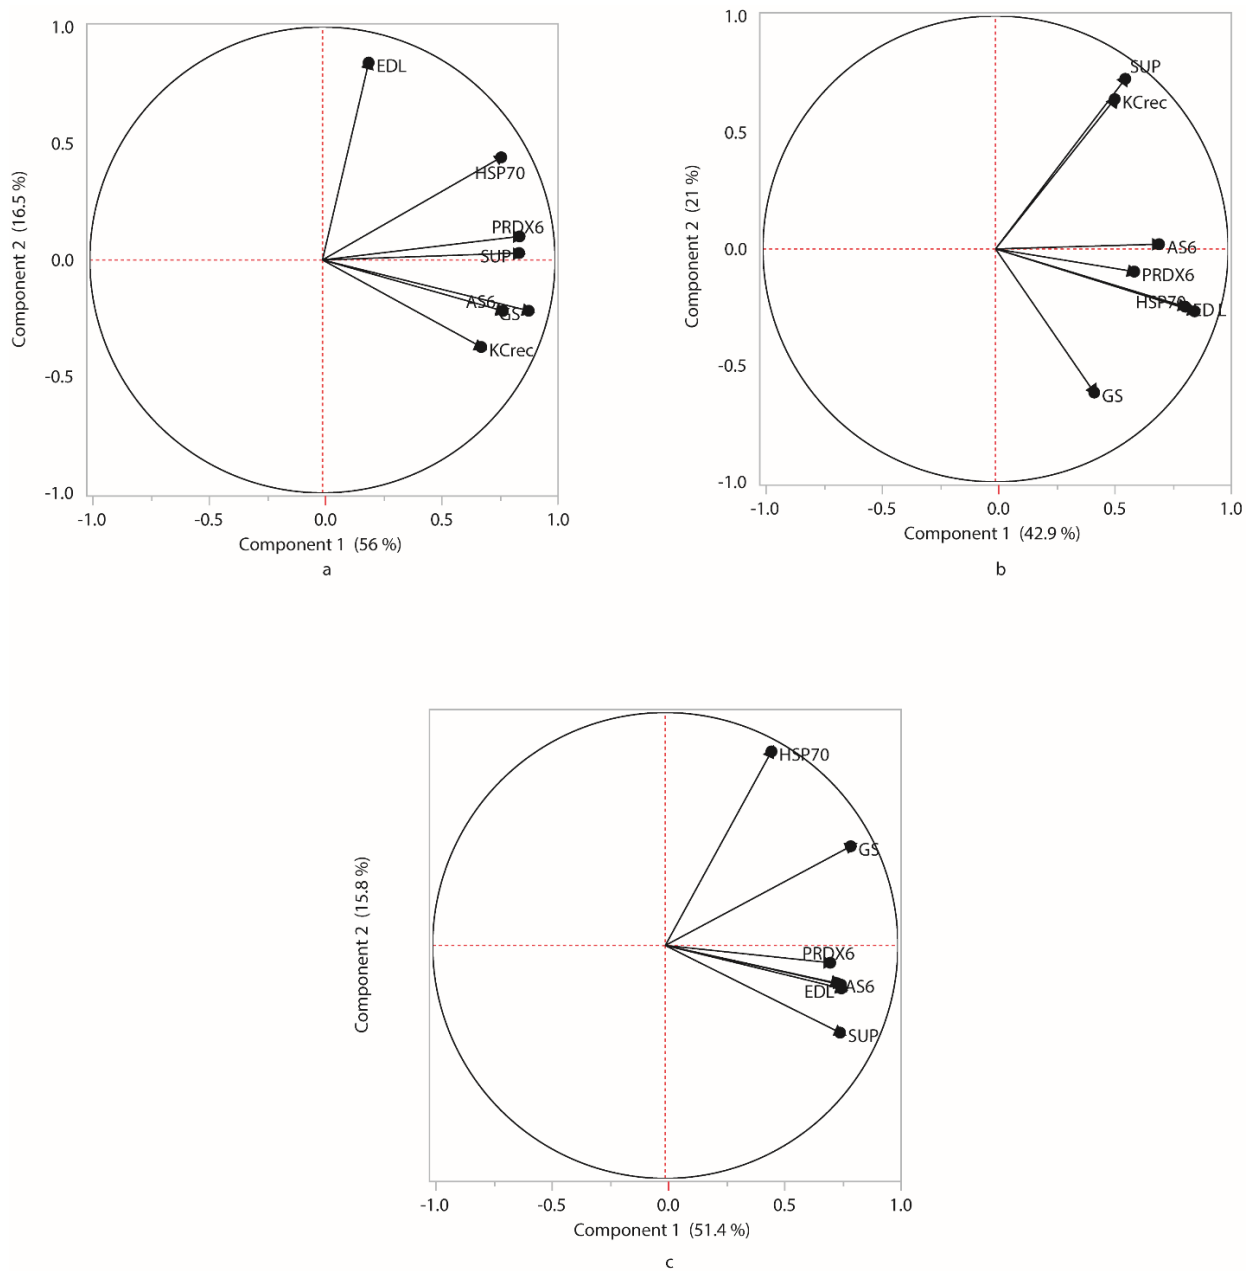 1.0
EDL
0.5
HSP70
PRDX6
SUP
0.0
AS6
GS
KCrec
-0.5
-1.0
Component 2 (16.5 %)
-1.0 -0.5 0.0 0.5 1.0
Component 1 (56 %)
a
1.0
SUP
KCrec
0.5
0.0
AS6
PRDX6
HSP70
EDL
-0.5
GS
-1.0
Component 2 (21 %)
-1.0 -0.5 0.0 0.5 1.0
Component 1 (42.9 %)
b
HSP70
GS
PRDX6
AS6
EDL
SUP
Component 2 (15.8 %)
-1.0 -0.5 0.0 0.5 1.0
Component 1 (51.4 %)
c